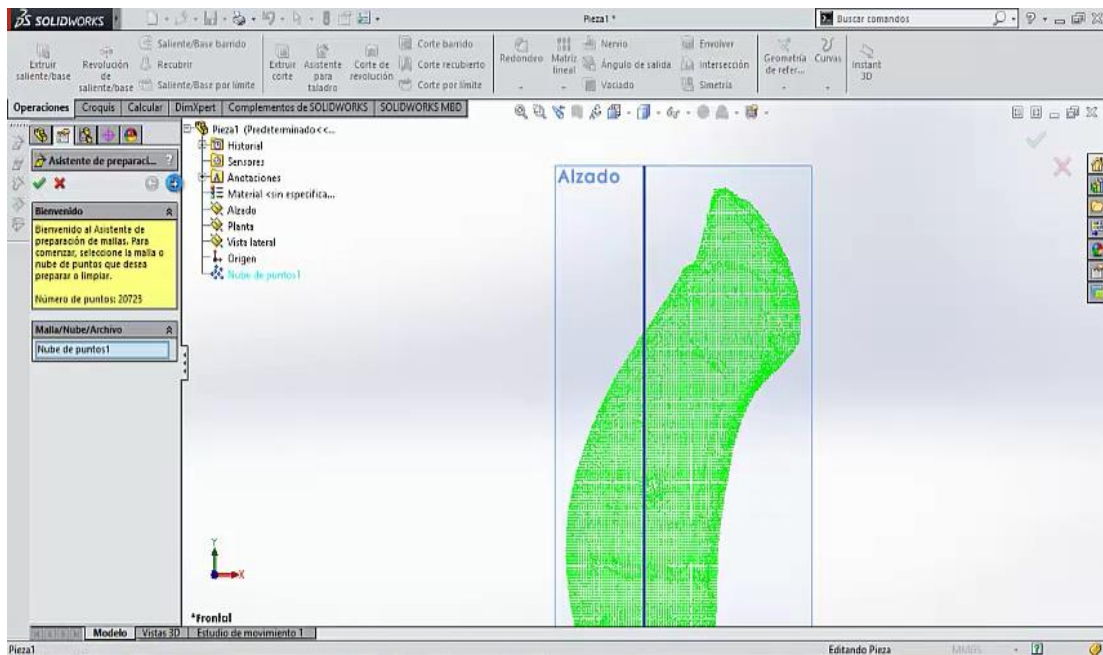 SOLIDWORKS
Pieza1 *
Buscar comandos
Extruir saliente/base
Revolución de saliente/base
Saliente/Base barrido
Recubrir
Saliente/Base por límite
Extruir corte
Asistente para taladro
Corte de revolución
Corte barrido
Corte recubierto
Corte por límite
Redondeo
Matriz lineal
Nervio
Ángulo de salida
Vaciado
Envolver
Intersección
Simetría
Geometría de refer...
Curvas
Instant 3D
Operaciones
Croquis
Calcular
DimXpert
Complementos de SOLIDWORKS
SOLIDWORKS MBD
Asistente de preparaci...
?
Bienvenido
Bienvenido al Asistente de
preparación de mallas. Para
comenzar, seleccione la malla o
nube de puntos que desea
preparar o limpiar.
Número de puntos: 20723
Malla/Nube/Archivo
Nube de puntos1
Pieza1 (Predeterminado<<...
Historial
Sensores
Anotaciones
Material <sin especifica...
Alzado
Planta
Vista lateral
Origen
Nube de puntos1
Alzado
Y
X
*Frontal
Modelo
Vistas 3D
Estudio de movimiento 1
Pieza1
Editando Pieza
MMGS